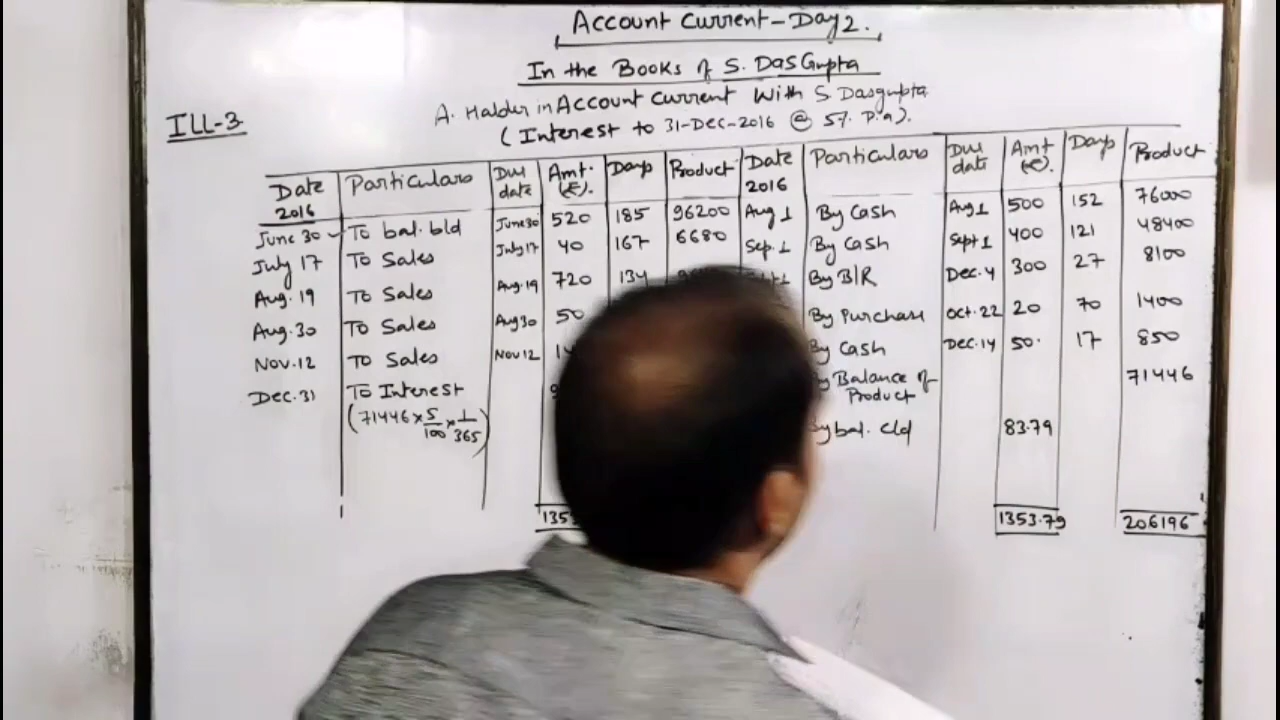 Account Current - Day 2.
In the Books of S. DasGupta
ILL-3
A. Halder in Account Current With S. Dasgupta
(Interest to 31-Dec-2016 @ 5% p.a).
Date 2016 Particulars Due date Amt. (₹). Days Product Date 2016 Particulars Due date Amt (₹). Days Product
June 30 To bal. b/d June 30 520 185 96200 Aug 1 By Cash Aug 1 500 152 76000
July 17 To Sales July 17 40 167 6680 Sep. 1 By Cash Sept 1 400 121 48400
Aug. 19 To Sales Aug. 19 720 134 By B/R Dec. 4 300 27 8100
Aug. 30 To Sales Aug 30 50 By Purchase Oct. 22 20 70 1400
Nov. 12 To Sales Nov 12 By Cash Dec. 14 50. 17 850
Dec. 31 To Interest By Balance of Product 71446
(71446 × 5/100 × 1/365) By bal. c/d 83.79
1353.79 206196